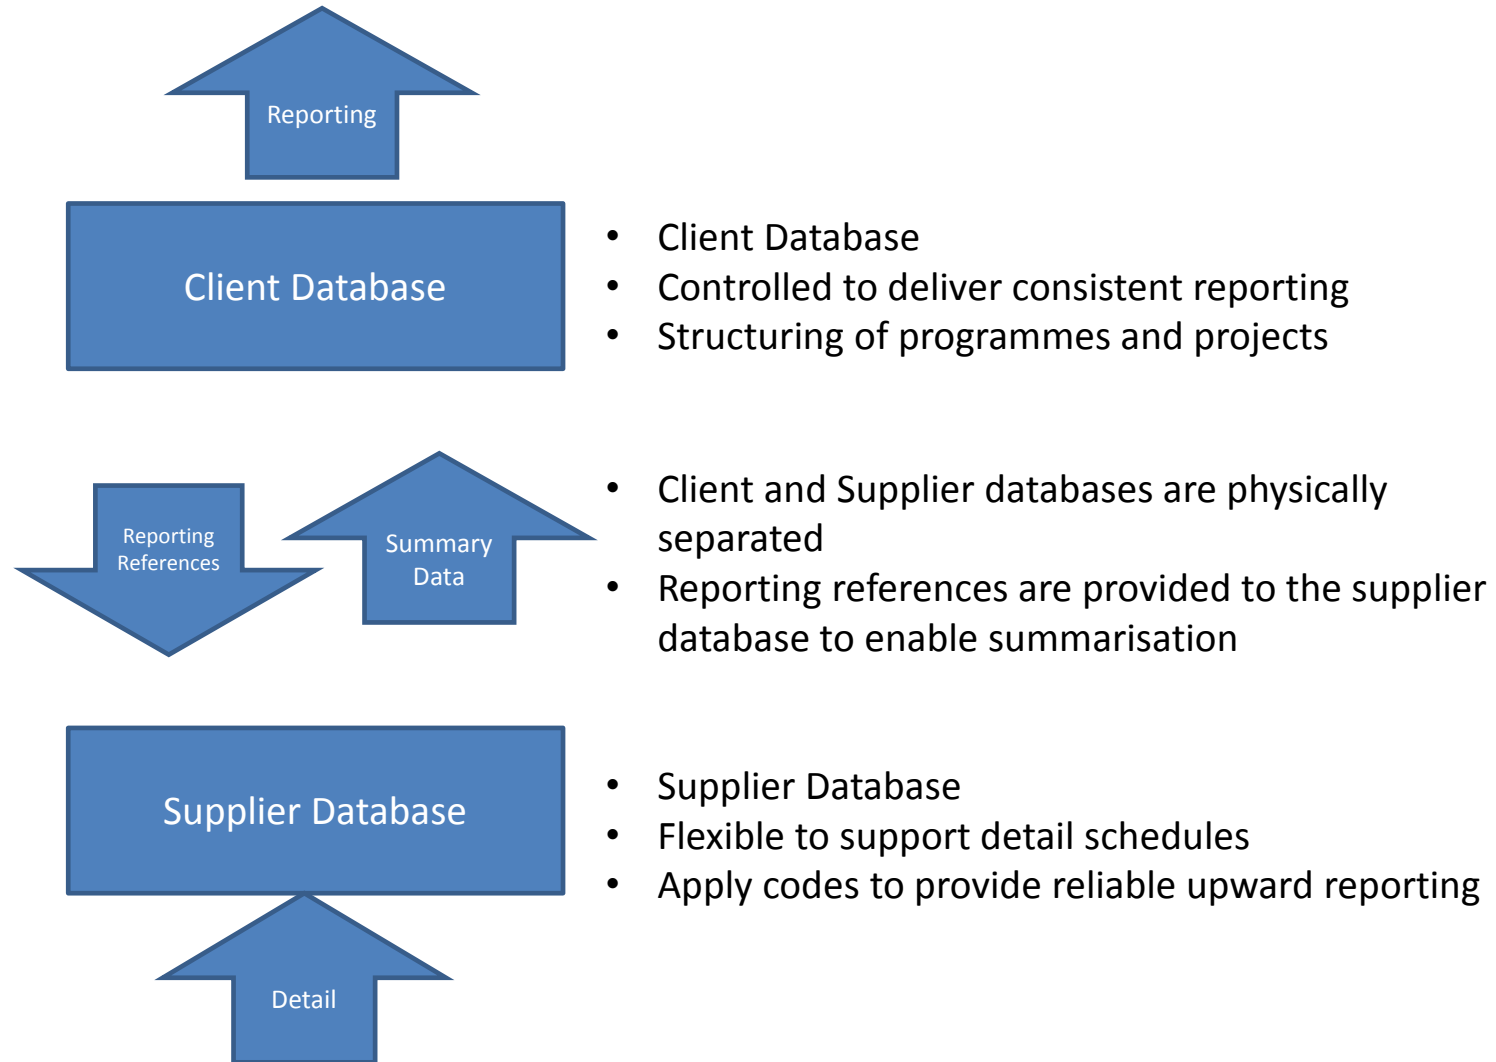 Reporting
Client Database
• Client Database
• Controlled to deliver consistent reporting
• Structuring of programmes and projects
Reporting
References
Summary
Data
• Client and Supplier databases are physically
separated
• Reporting references are provided to the supplier
database to enable summarisation
Supplier Database
• Supplier Database
• Flexible to support detail schedules
• Apply codes to provide reliable upward reporting
Detail